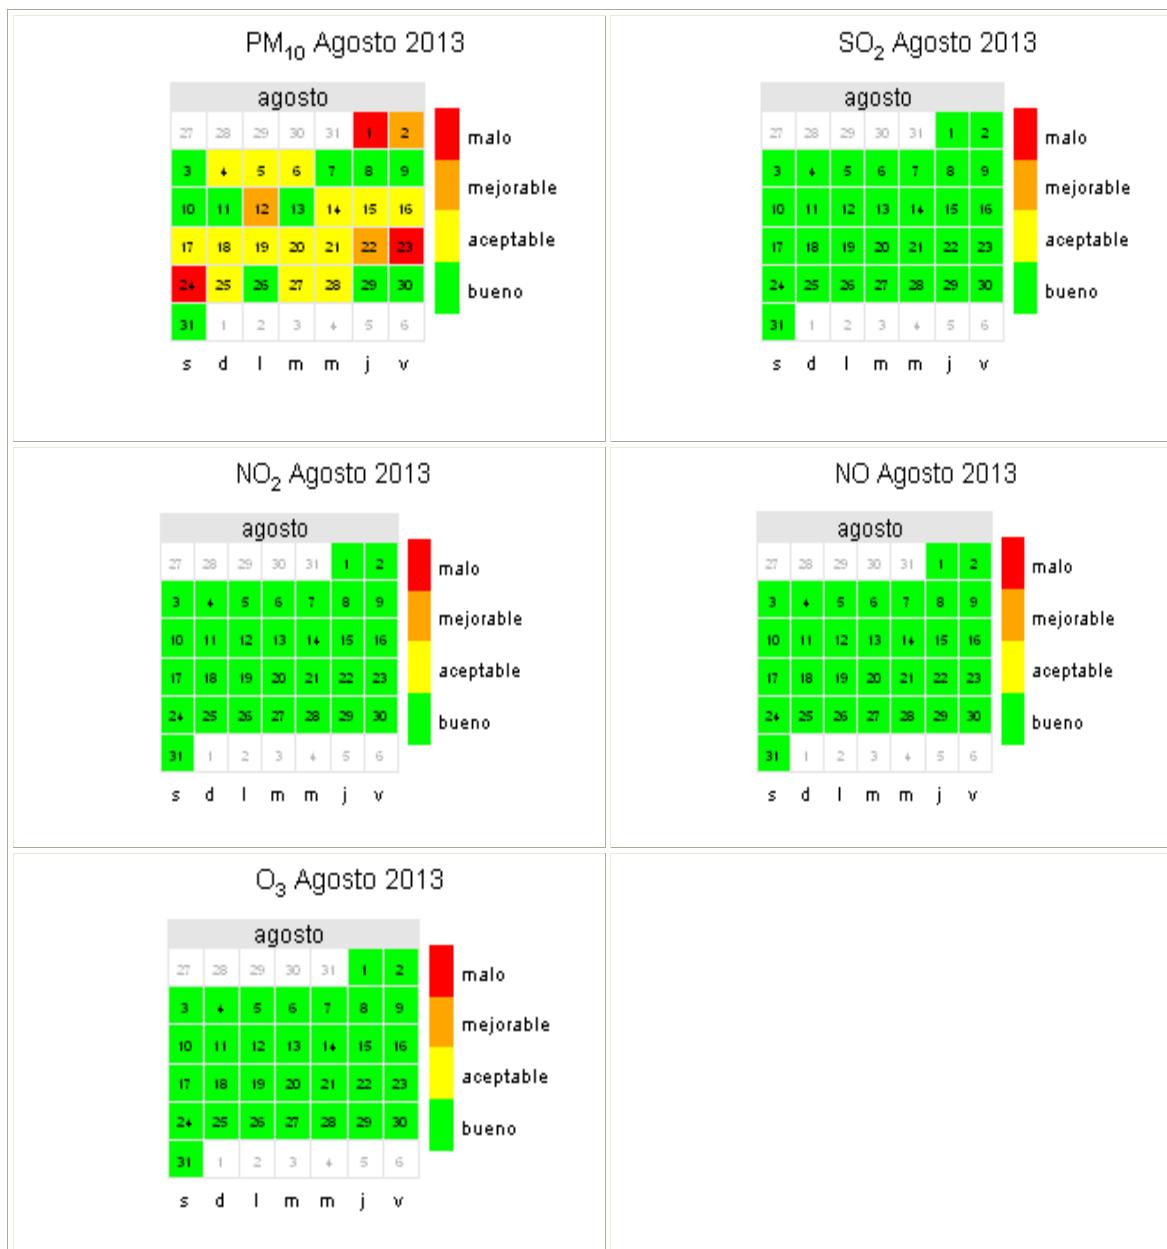 PM10 Agosto 2013
agosto
27 28 29 30 31 1 2
3 4 5 6 7 8 9
10 11 12 13 14 15 16
17 18 19 20 21 22 23
24 25 26 27 28 29 30
31 1 2 3 4 5 6
s d l m m j v
malo
mejorable
aceptable
bueno
SO2 Agosto 2013
agosto
27 28 29 30 31 1 2
3 4 5 6 7 8 9
10 11 12 13 14 15 16
17 18 19 20 21 22 23
24 25 26 27 28 29 30
31 1 2 3 4 5 6
s d l m m j v
malo
mejorable
aceptable
bueno
NO2 Agosto 2013
agosto
27 28 29 30 31 1 2
3 4 5 6 7 8 9
10 11 12 13 14 15 16
17 18 19 20 21 22 23
24 25 26 27 28 29 30
31 1 2 3 4 5 6
s d l m m j v
malo
mejorable
aceptable
bueno
NO Agosto 2013
agosto
27 28 29 30 31 1 2
3 4 5 6 7 8 9
10 11 12 13 14 15 16
17 18 19 20 21 22 23
24 25 26 27 28 29 30
31 1 2 3 4 5 6
s d l m m j v
malo
mejorable
aceptable
bueno
O3 Agosto 2013
agosto
27 28 29 30 31 1 2
3 4 5 6 7 8 9
10 11 12 13 14 15 16
17 18 19 20 21 22 23
24 25 26 27 28 29 30
31 1 2 3 4 5 6
s d l m m j v
malo
mejorable
aceptable
bueno